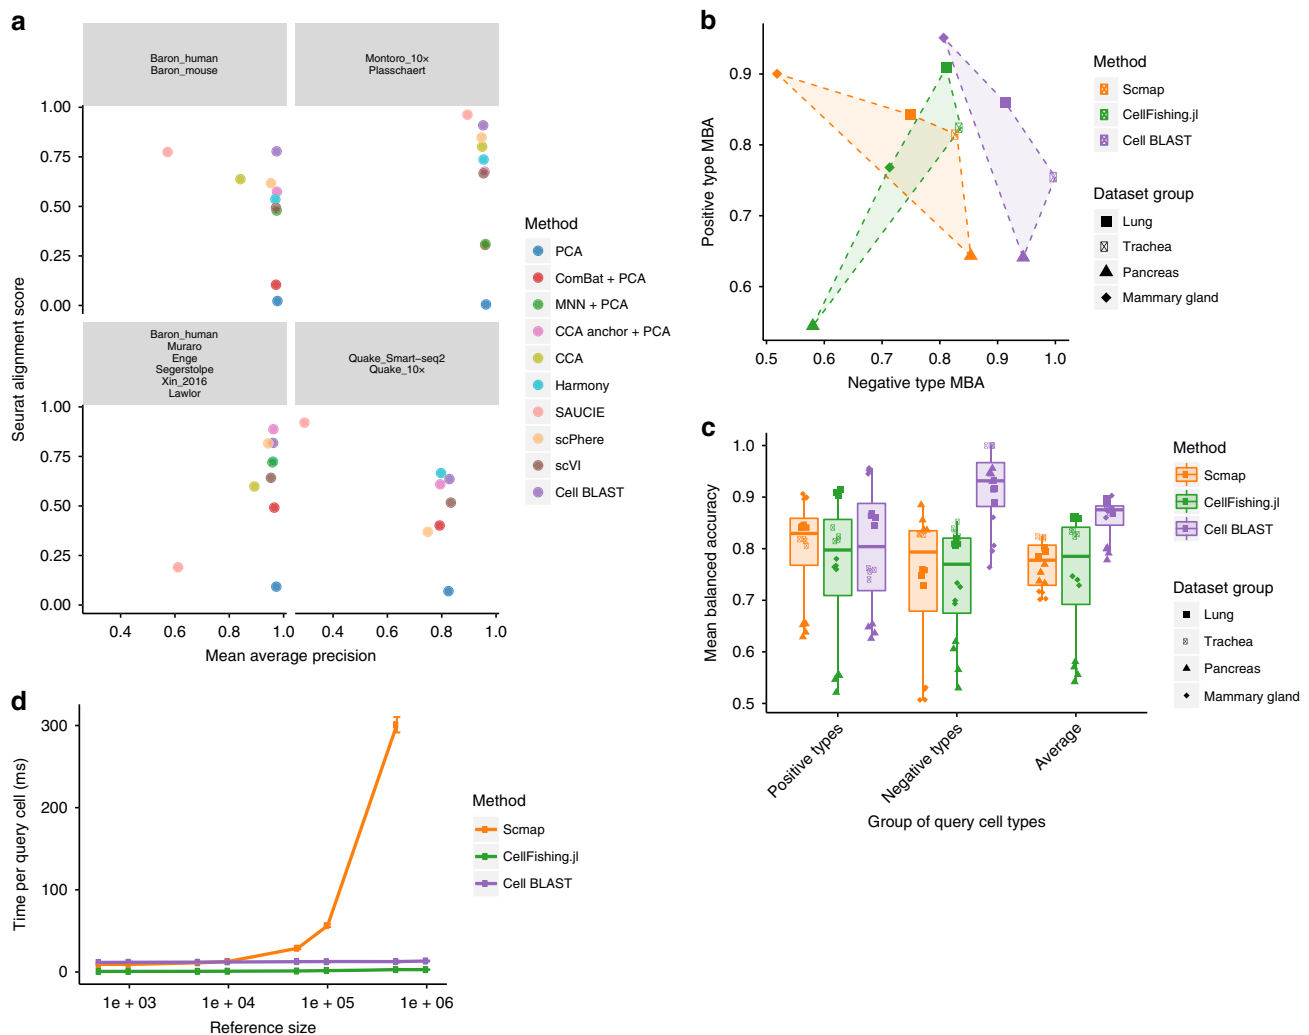 a
Baron_human
Baron_mouse
Montoro_10×
Plasschaert
1.00
0.75
0.50
0.25
0.00
Baron_human
Muraro
Enge
Segerstolpe
Xin_2016
Lawlor
Quake_Smart-seq2
Quake_10×
1.00
0.75
0.50
0.25
0.00
0.4
0.6
0.8
1.0
0.4
0.6
0.8
1.0
Seurat alignment score
Mean average precision
Method
PCA
ComBat + PCA
MNN + PCA
CCA anchor + PCA
CCA
Harmony
SAUCIE
scPhere
scVI
Cell BLAST
b
0.9
0.8
0.7
0.6
0.5
0.6
0.7
0.8
0.9
1.0
Positive type MBA
Negative type MBA
Method
Scmap
CellFishing.jl
Cell BLAST
Dataset group
Lung
Trachea
Pancreas
Mammary gland
c
1.0
0.9
0.8
0.7
0.6
0.5
Mean balanced accuracy
Positive types
Negative types
Average
Group of query cell types
Method
Scmap
CellFishing.jl
Cell BLAST
Dataset group
Lung
Trachea
Pancreas
Mammary gland
d
300
200
100
0
Time per query cell (ms)
1e + 03
1e + 04
1e + 05
1e + 06
Reference size
Method
Scmap
CellFishing.jl
Cell BLAST